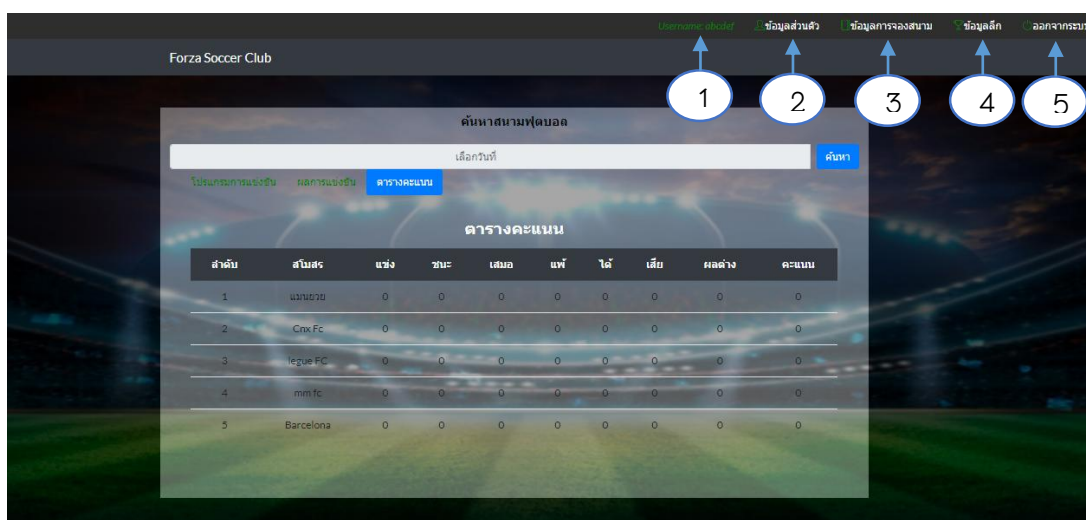 Username: abcdef ข้อมูลส่วนตัว ข้อมูลการจองสนาม ข้อมูลลีก ออกจากระบบ
Forza Soccer Club
1 2 3 4 5
ค้นหาสนามฟุตบอล
เลือกวันที่ ค้นหา
โปรแกรมการแข่งขัน ผลการแข่งขัน ตารางคะแนน
ตารางคะแนน
ลำดับ สโมสร แข่ง ชนะ เสมอ แพ้ ได้ เสีย ผลต่าง คะแนน
1 แมนยวย 0 0 0 0 0 0 0 0
2 Cnx Fc 0 0 0 0 0 0 0 0
3 legue FC 0 0 0 0 0 0 0 0
4 mm fc 0 0 0 0 0 0 0 0
5 Barcelona 0 0 0 0 0 0 0 0